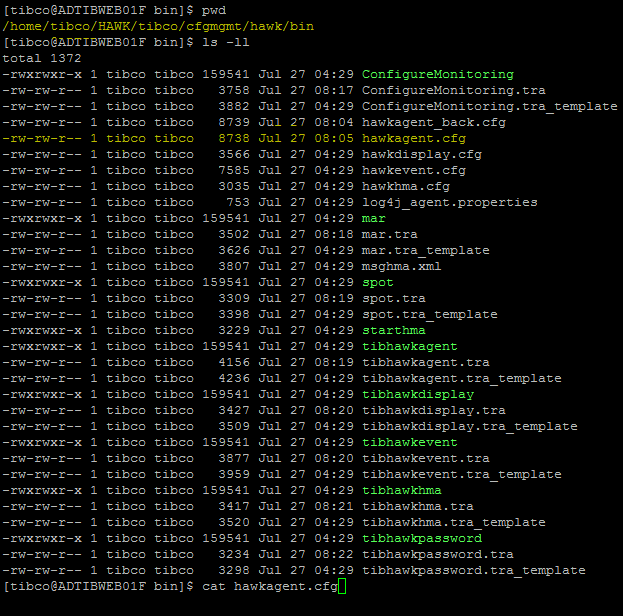 [tibco@ADTIBWEB01F bin]$ pwd
/home/tibco/HAWK/tibco/cfgmgmt/hawk/bin
[tibco@ADTIBWEB01F bin]$ ls -ll
total 1372
-rwxrwxr-x 1 tibco tibco 159541 Jul 27 04:29 ConfigureMonitoring
-rw-rw-r-- 1 tibco tibco   3758 Jul 27 08:17 ConfigureMonitoring.tra
-rw-rw-r-- 1 tibco tibco   3882 Jul 27 04:29 ConfigureMonitoring.tra_template
-rw-rw-r-- 1 tibco tibco   8739 Jul 27 08:04 hawkagent_back.cfg
-rw-rw-r-- 1 tibco tibco   8738 Jul 27 08:05 hawkagent.cfg
-rw-rw-r-- 1 tibco tibco   3566 Jul 27 04:29 hawkdisplay.cfg
-rw-rw-r-- 1 tibco tibco   7585 Jul 27 04:29 hawkevent.cfg
-rw-rw-r-- 1 tibco tibco   3035 Jul 27 04:29 hawkhma.cfg
-rw-rw-r-- 1 tibco tibco    753 Jul 27 04:29 log4j_agent.properties
-rwxrwxr-x 1 tibco tibco 159541 Jul 27 04:29 mar
-rw-rw-r-- 1 tibco tibco   3502 Jul 27 08:18 mar.tra
-rw-rw-r-- 1 tibco tibco   3626 Jul 27 04:29 mar.tra_template
-rw-rw-r-- 1 tibco tibco   3807 Jul 27 04:29 msghma.xml
-rwxrwxr-x 1 tibco tibco 159541 Jul 27 04:29 spot
-rw-rw-r-- 1 tibco tibco   3309 Jul 27 08:19 spot.tra
-rw-rw-r-- 1 tibco tibco   3398 Jul 27 04:29 spot.tra_template
-rwxrwxr-x 1 tibco tibco   3229 Jul 27 04:29 starthma
-rwxrwxr-x 1 tibco tibco 159541 Jul 27 04:29 tibhawkagent
-rw-rw-r-- 1 tibco tibco   4156 Jul 27 08:19 tibhawkagent.tra
-rw-rw-r-- 1 tibco tibco   4236 Jul 27 04:29 tibhawkagent.tra_template
-rwxrwxr-x 1 tibco tibco 159541 Jul 27 04:29 tibhawkdisplay
-rw-rw-r-- 1 tibco tibco   3427 Jul 27 08:20 tibhawkdisplay.tra
-rw-rw-r-- 1 tibco tibco   3509 Jul 27 04:29 tibhawkdisplay.tra_template
-rwxrwxr-x 1 tibco tibco 159541 Jul 27 04:29 tibhawkevent
-rw-rw-r-- 1 tibco tibco   3877 Jul 27 08:20 tibhawkevent.tra
-rw-rw-r-- 1 tibco tibco   3959 Jul 27 04:29 tibhawkevent.tra_template
-rwxrwxr-x 1 tibco tibco 159541 Jul 27 04:29 tibhawkhma
-rw-rw-r-- 1 tibco tibco   3417 Jul 27 08:21 tibhawkhma.tra
-rw-rw-r-- 1 tibco tibco   3520 Jul 27 04:29 tibhawkhma.tra_template
-rwxrwxr-x 1 tibco tibco 159541 Jul 27 04:29 tibhawkpassword
-rw-rw-r-- 1 tibco tibco   3234 Jul 27 08:22 tibhawkpassword.tra
-rw-rw-r-- 1 tibco tibco   3298 Jul 27 04:29 tibhawkpassword.tra_template
[tibco@ADTIBWEB01F bin]$ cat hawkagent.cfg